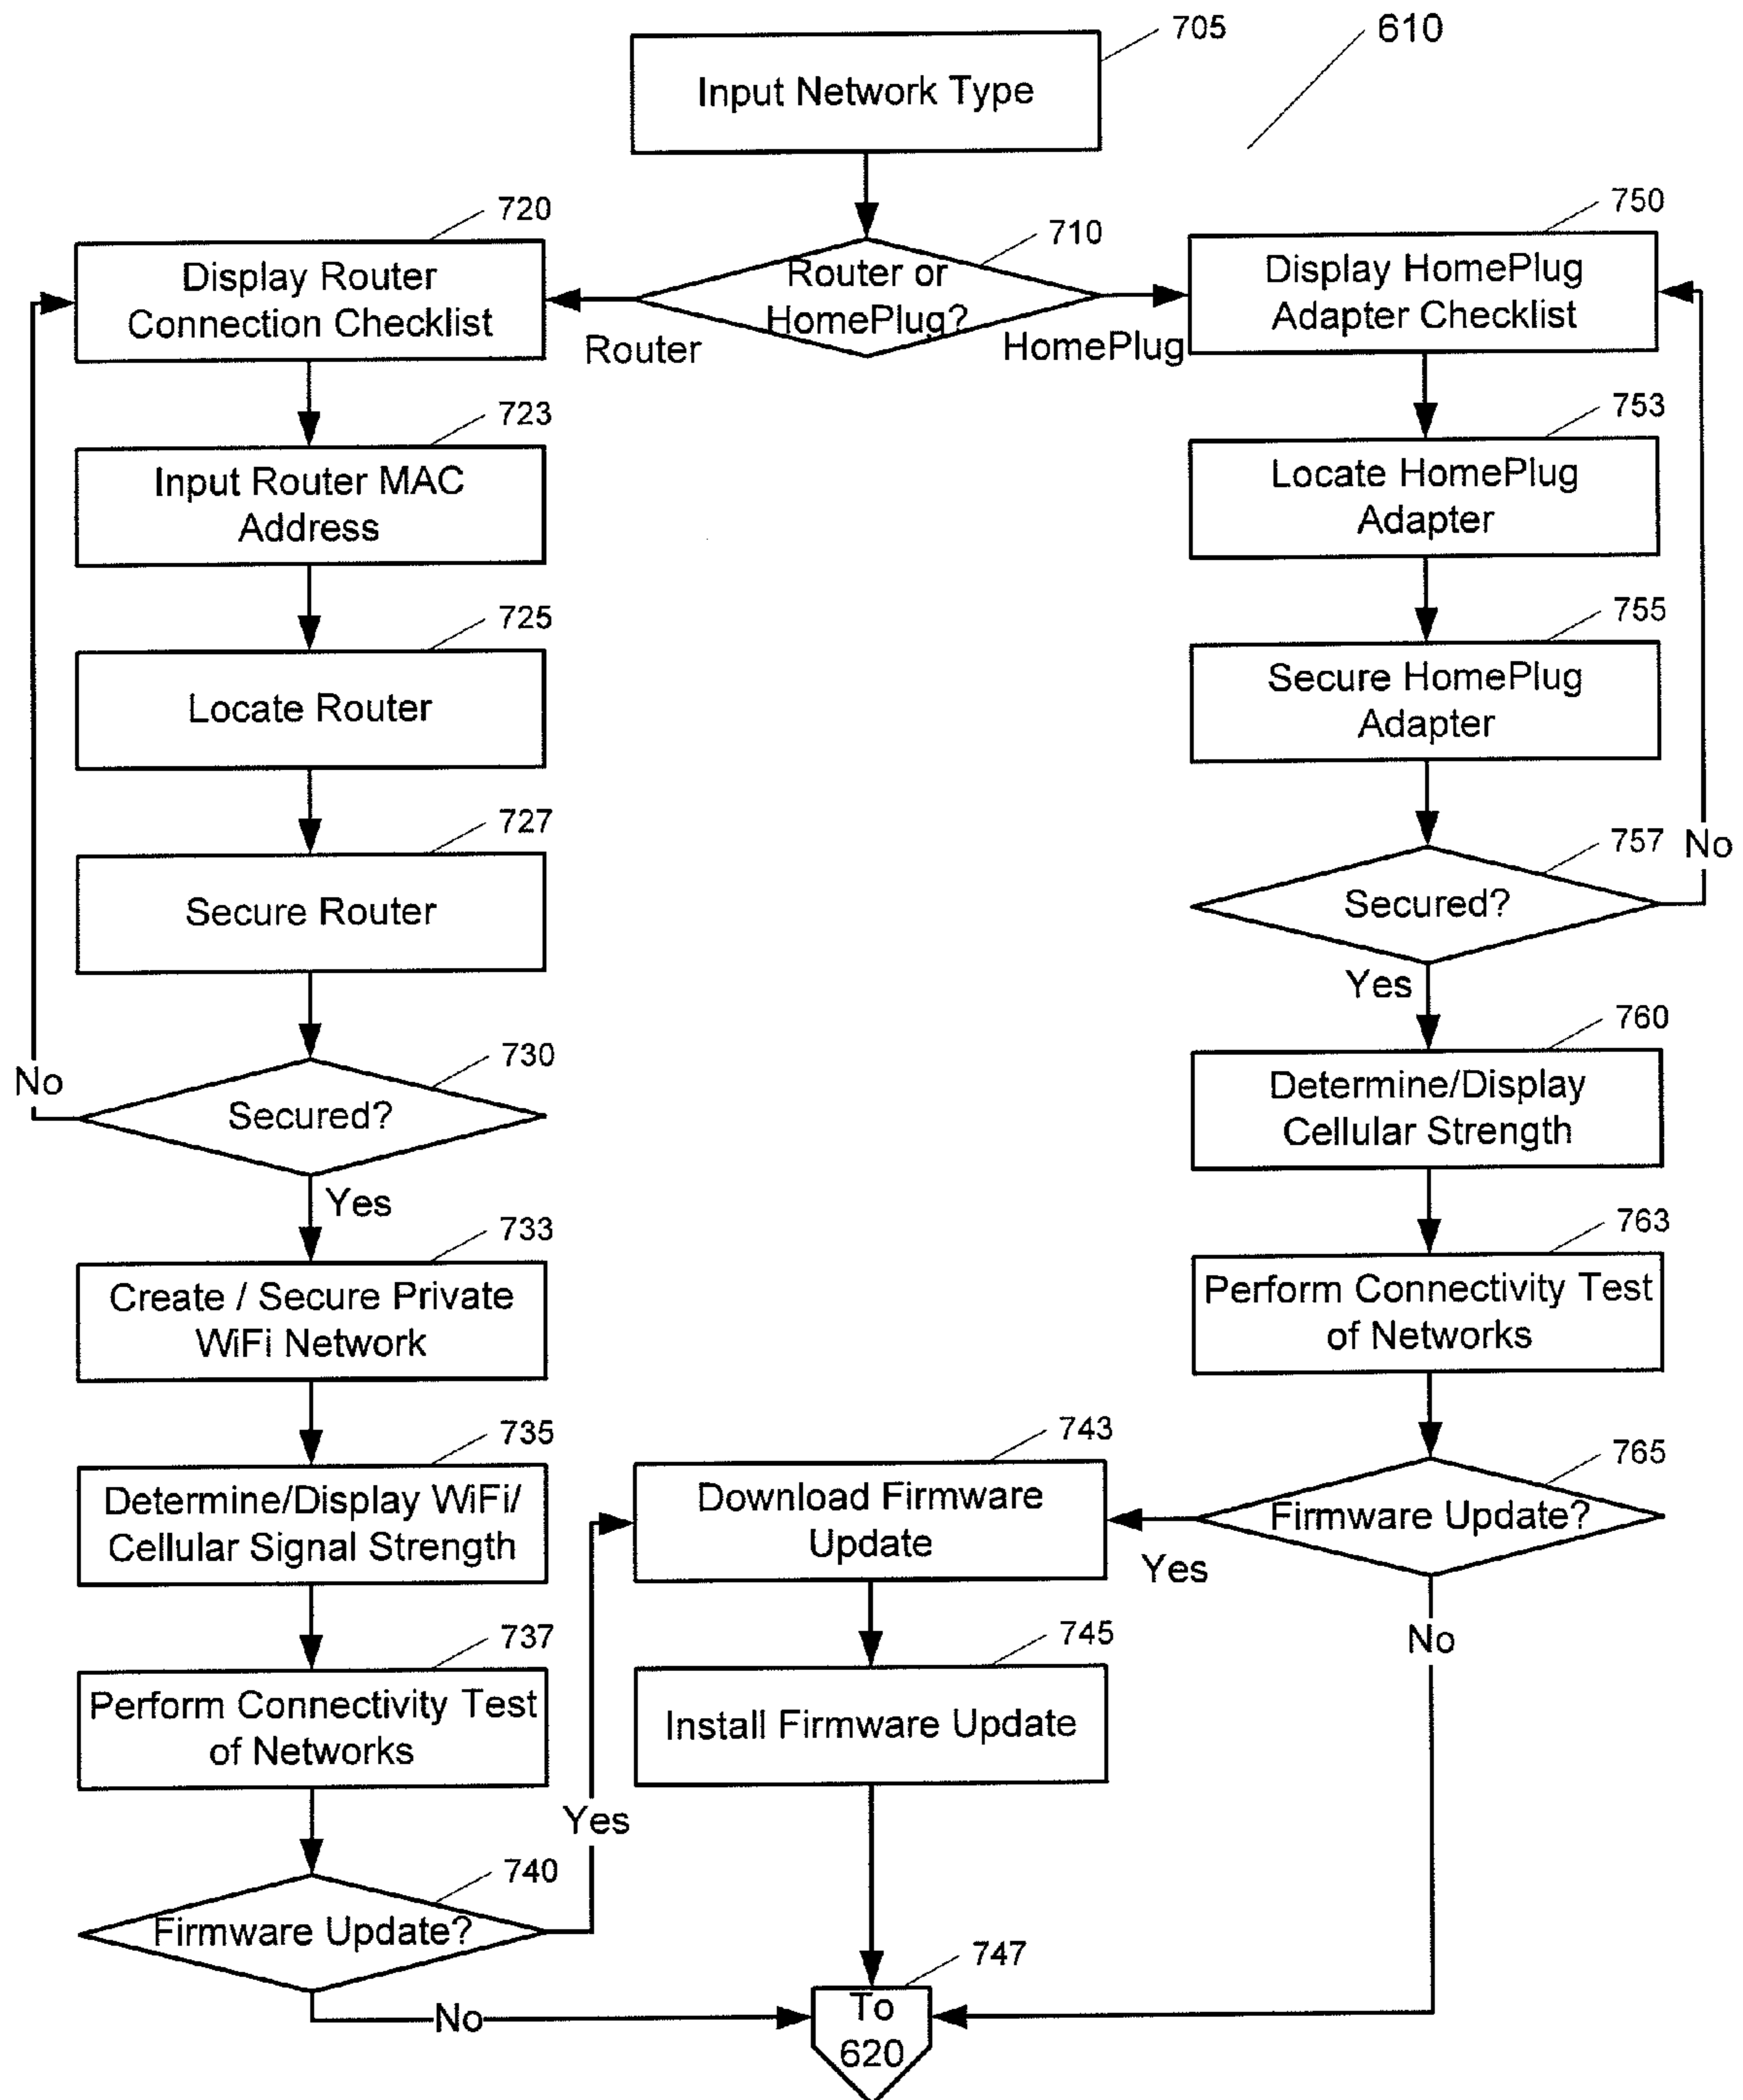 705
610
Input Network Type
720
Display Router
Connection Checklist
710
Router or
HomePlug?
Router
HomePlug
750
Display HomePlug
Adapter Checklist
723
Input Router MAC
Address
753
Locate HomePlug
Adapter
725
Locate Router
755
Secure HomePlug
Adapter
727
Secure Router
757
Secured?
No
Yes
730
Secured?
No
Yes
760
Determine/Display
Cellular Strength
733
Create / Secure Private
WiFi Network
763
Perform Connectivity Test
of Networks
735
Determine/Display WiFi/
Cellular Signal Strength
743
Download Firmware
Update
765
Firmware Update?
Yes
No
737
Perform Connectivity Test
of Networks
745
Install Firmware Update
Yes
740
Firmware Update?
No
747
To
620